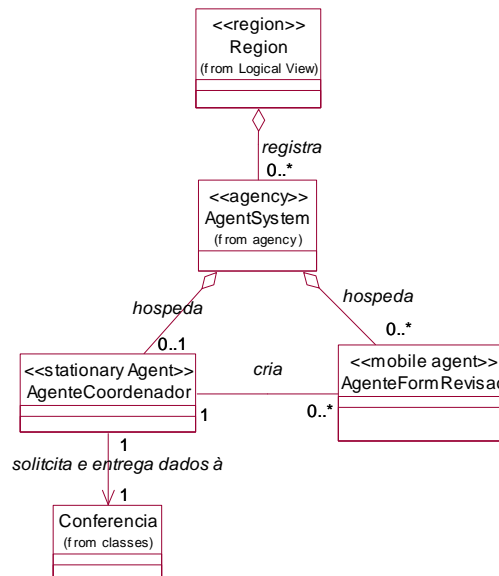 <<region>>
Region
(from Logical View)
registra
0..*
<<agency>>
AgentSystem
(from agency)
hospeda
hospeda
0..1
0..*
<<stationary Agent>>
AgenteCoordenador
cria
<<mobile agent>>
AgenteFormRevisac
1
0..*
1
solitcita e entrega dados à
1
Conferencia
(from classes)